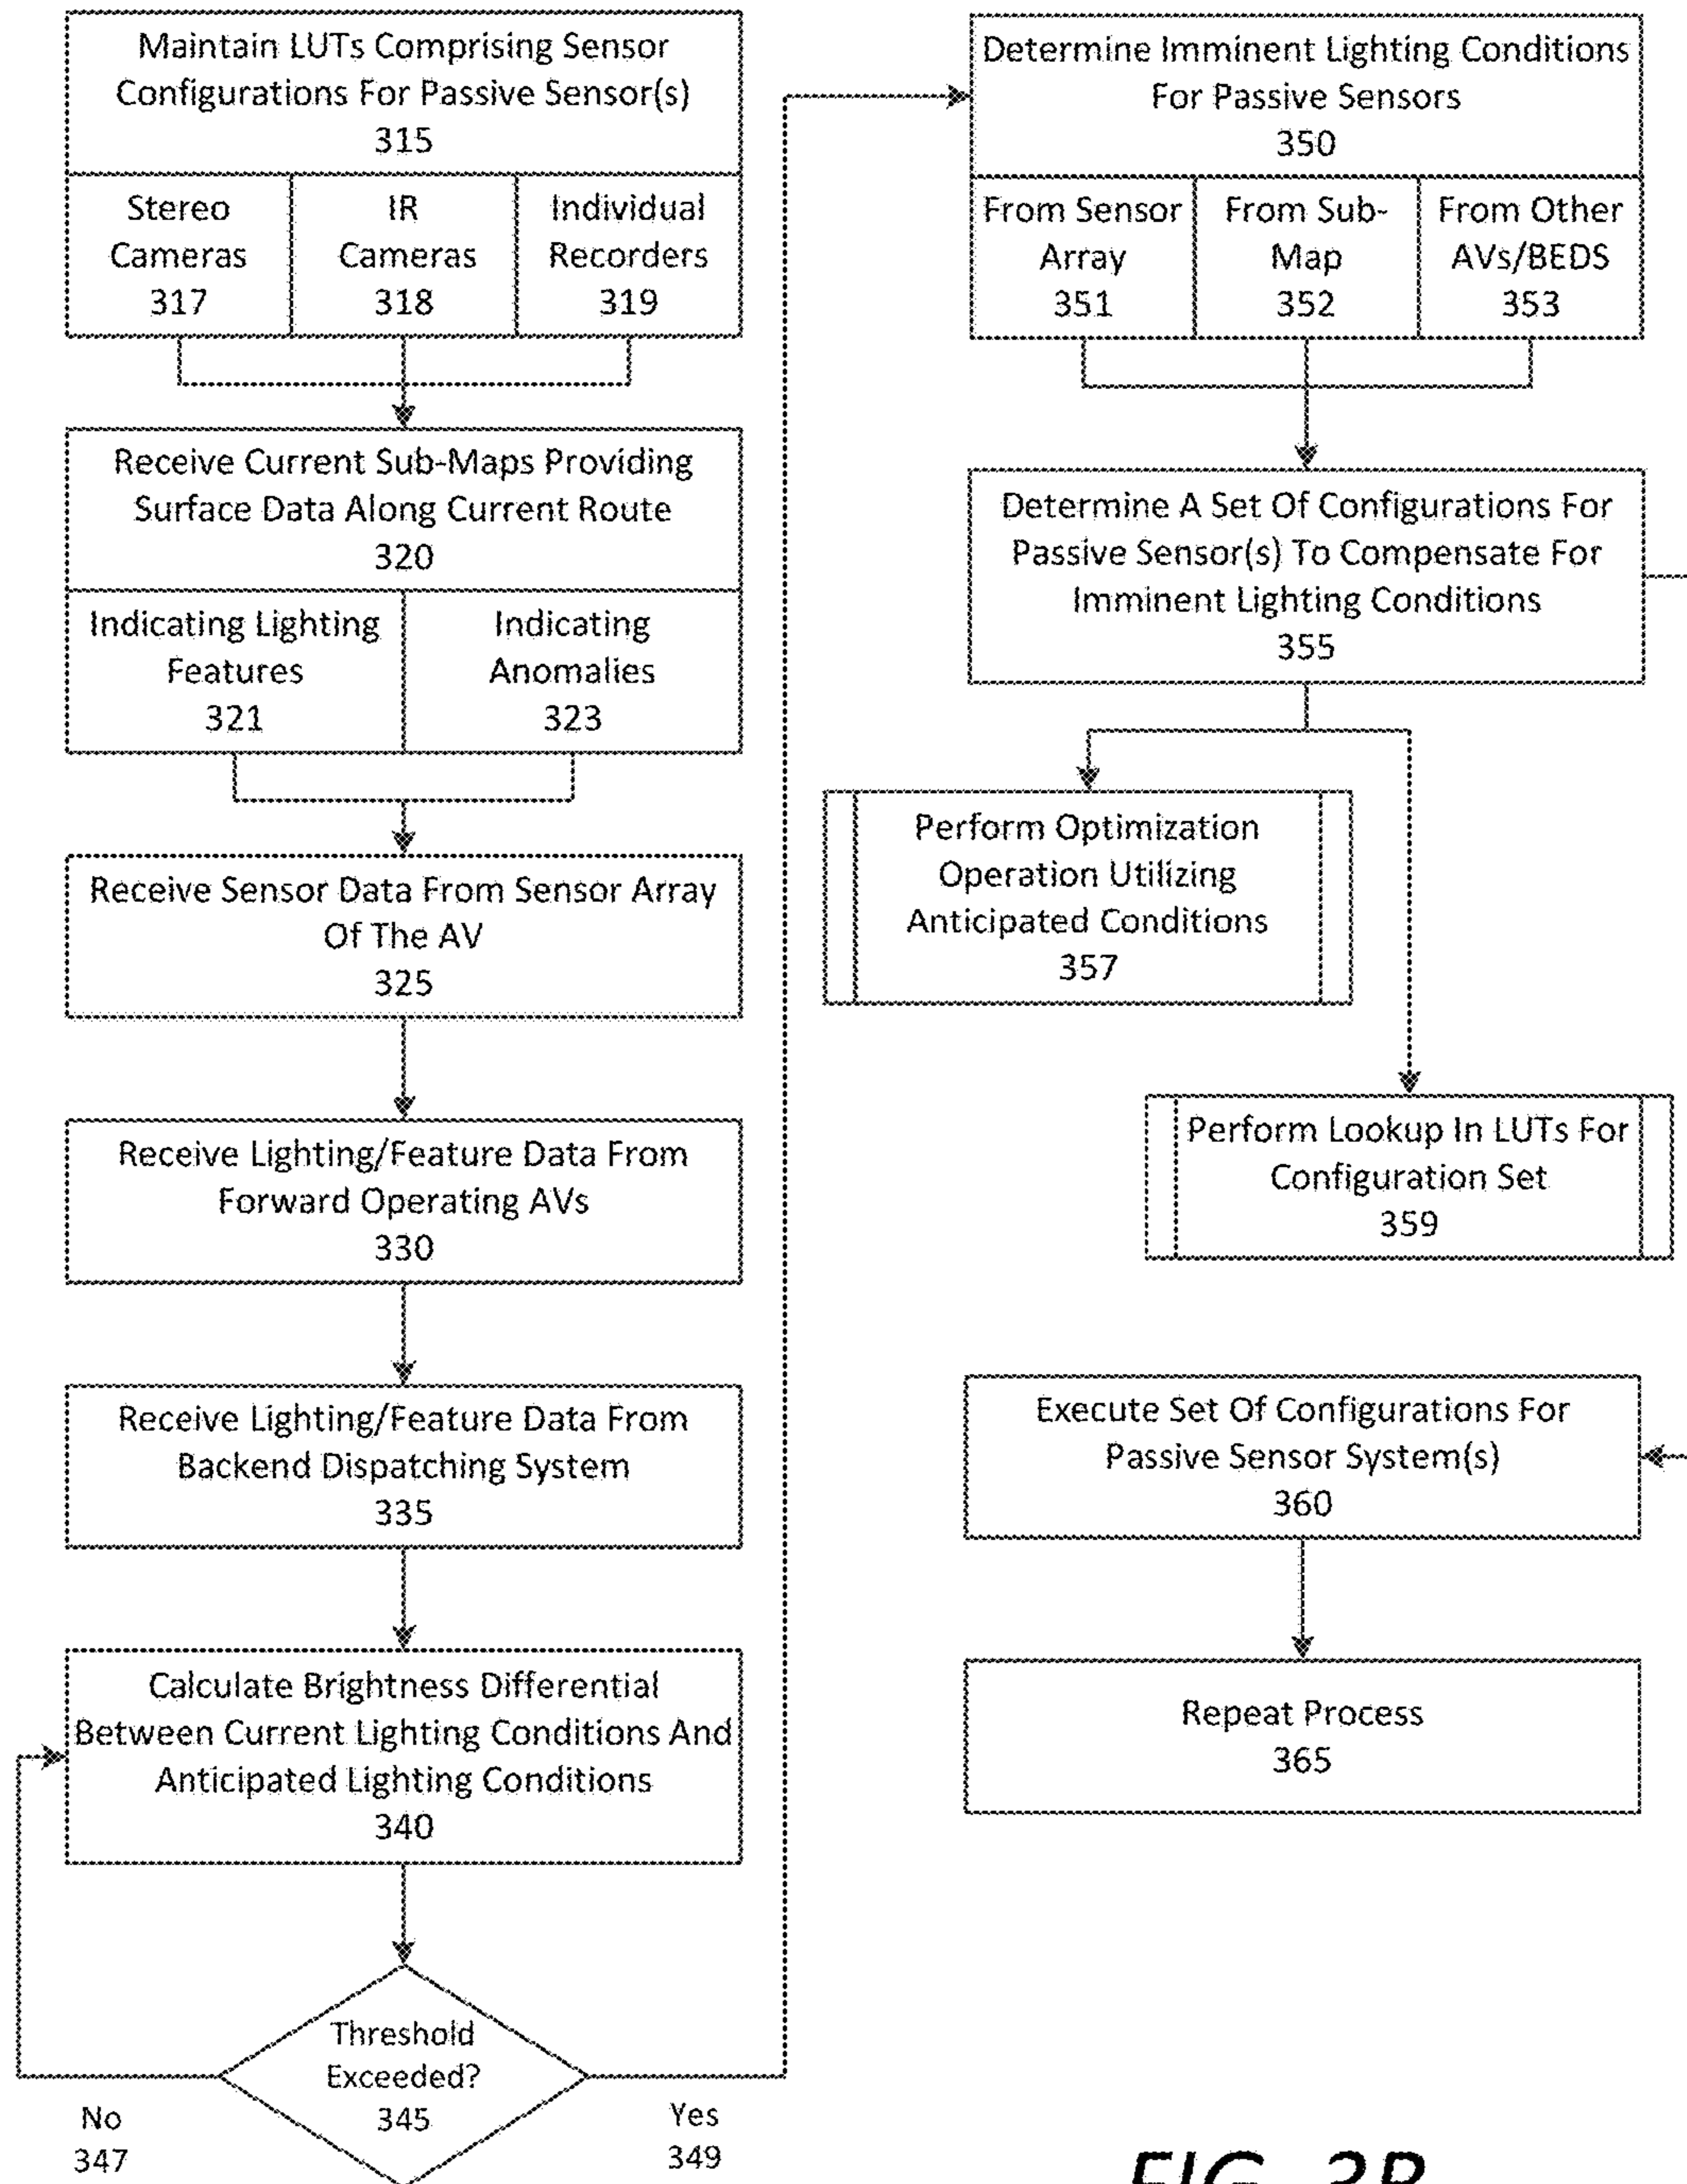 Maintain LUTs Comprising Sensor
Configurations For Passive Sensor(s)
315
Stereo
Cameras
317
IR
Cameras
318
Individual
Recorders
319
Receive Current Sub-Maps Providing
Surface Data Along Current Route
320
Indicating Lighting
Features
321
Indicating
Anomalies
323
Receive Sensor Data From Sensor Array
Of The AV
325
Receive Lighting/Feature Data From
Forward Operating AVs
330
Receive Lighting/Feature Data From
Backend Dispatching System
335
Calculate Brightness Differential
Between Current Lighting Conditions And
Anticipated Lighting Conditions
340
Threshold
Exceeded?
345
No
347
Yes
349
Determine Imminent Lighting Conditions
For Passive Sensors
350
From Sensor
Array
351
From Sub-
Map
352
From Other
AVs/BEDS
353
Determine A Set Of Configurations For
Passive Sensor(s) To Compensate For
Imminent Lighting Conditions
355
Perform Optimization
Operation Utilizing
Anticipated Conditions
357
Perform Lookup In LUTs For
Configuration Set
359
Execute Set Of Configurations For
Passive Sensor System(s)
360
Repeat Process
365
FIG. 3B